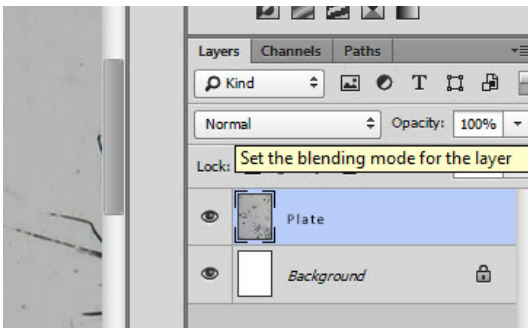 Layers Channels Paths
Kind T
Normal Opacity: 100%
Set the blending mode for the layer
Lock:
Plate
Background